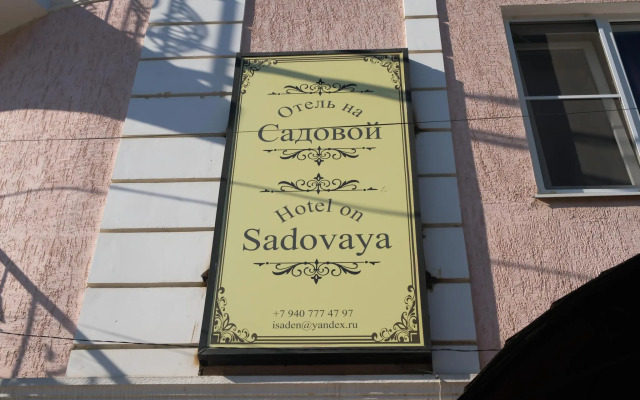 Отель на
Садовой
Hotel on
Sadovaya
+7 940 777 47 97
isaden@yandex.ru